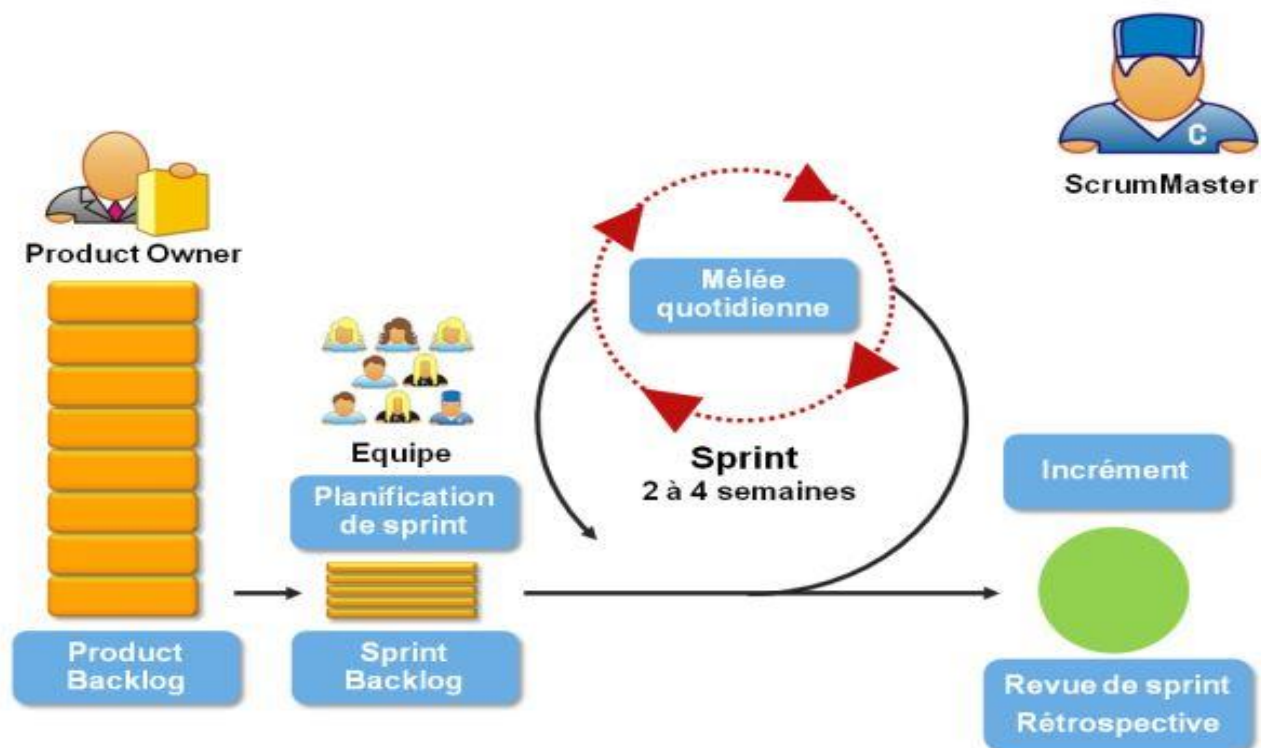 C
ScrumMaster
Product Owner
Mêlée
quotidienne
Equipe
Sprint
2 à 4 semaines
Planification
de sprint
Incrément
Product
Backlog
Sprint
Backlog
Revue de sprint
Rétrospective